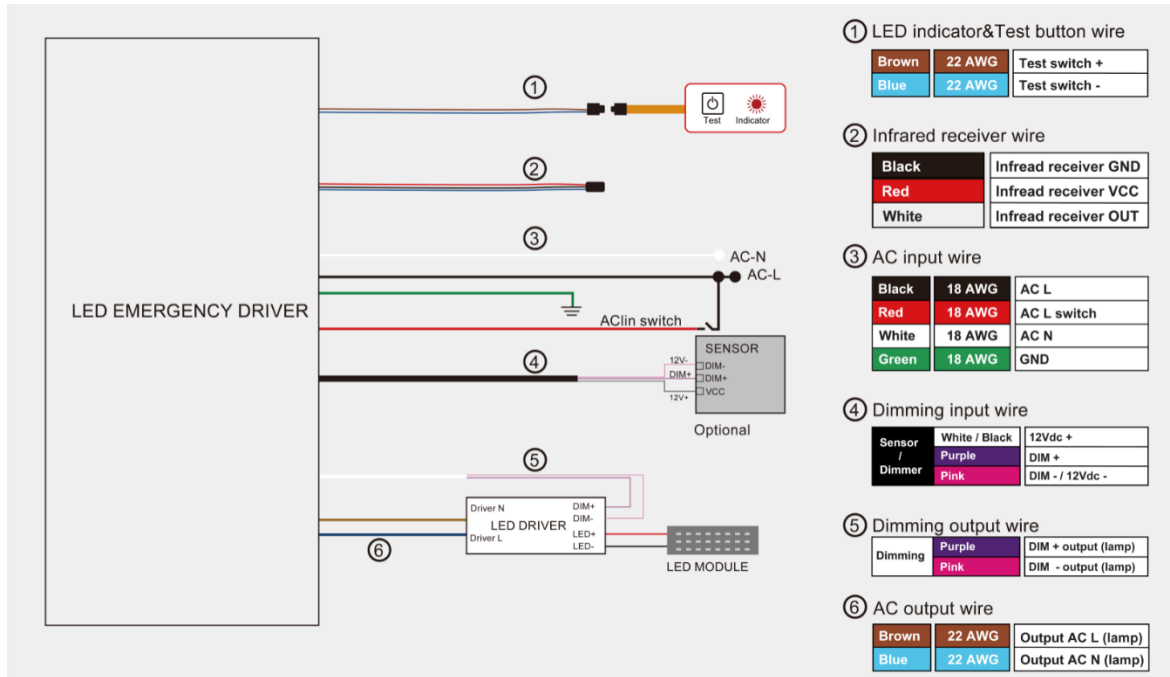 LED EMERGENCY DRIVER
①
Test Indicator
②
③
AC-N
AC-L
AClin switch
④
SENSOR
12V-
DIM-
DIM+
DIM+
VCC
12V+
Optional
⑤
Driver N
DIM+
DIM-
LED DRIVER
Driver L
LED+
LED-
⑥
LED MODULE
① LED indicator&Test button wire
Brown 22 AWG Test switch +
Blue 22 AWG Test switch -
② Infrared receiver wire
Black Infread receiver GND
Red Infread receiver VCC
White Infread receiver OUT
③ AC input wire
Black 18 AWG AC L
Red 18 AWG AC L switch
White 18 AWG AC N
Green 18 AWG GND
④ Dimming input wire
Sensor / Dimmer
White / Black 12Vdc +
Purple DIM +
Pink DIM - / 12Vdc -
⑤ Dimming output wire
Dimming
Purple DIM + output (lamp)
Pink DIM - output (lamp)
⑥ AC output wire
Brown 22 AWG Output AC L (lamp)
Blue 22 AWG Output AC N (lamp)